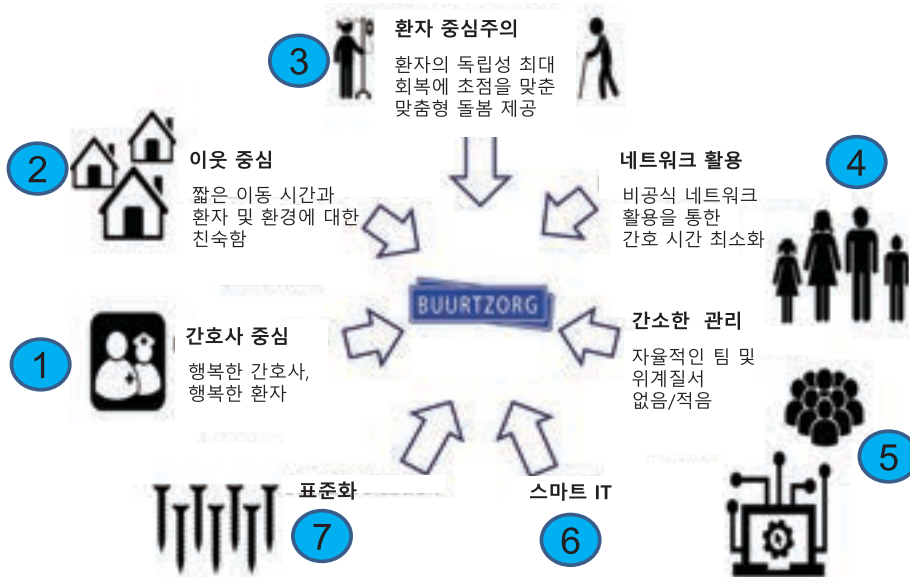 3
환자 중심주의
환자의 독립성 최대
회복에 초점을 맞춘
맞춤형 돌봄 제공
2
이웃 중심
짧은 이동 시간과
환자 및 환경에 대한
친숙함
네트워크 활용
비공식 네트워크
활용을 통한
간호 시간 최소화
4
BUURTZORG
1
간호사 중심
행복한 간호사,
행복한 환자
간소한 관리
자율적인 팀 및
위계질서
없음/적음
5
표준화
7
스마트 IT
6